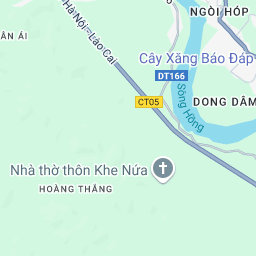 NGÒI HÓP
ÂN ÁI
Hà Nội - Lào Cai
Cây Xăng Báo Đáp
DT166
CT05
DONG DÂM
Sông Hồng
Nhà thờ thôn Khe Nứa
HOÀNG THẮNG